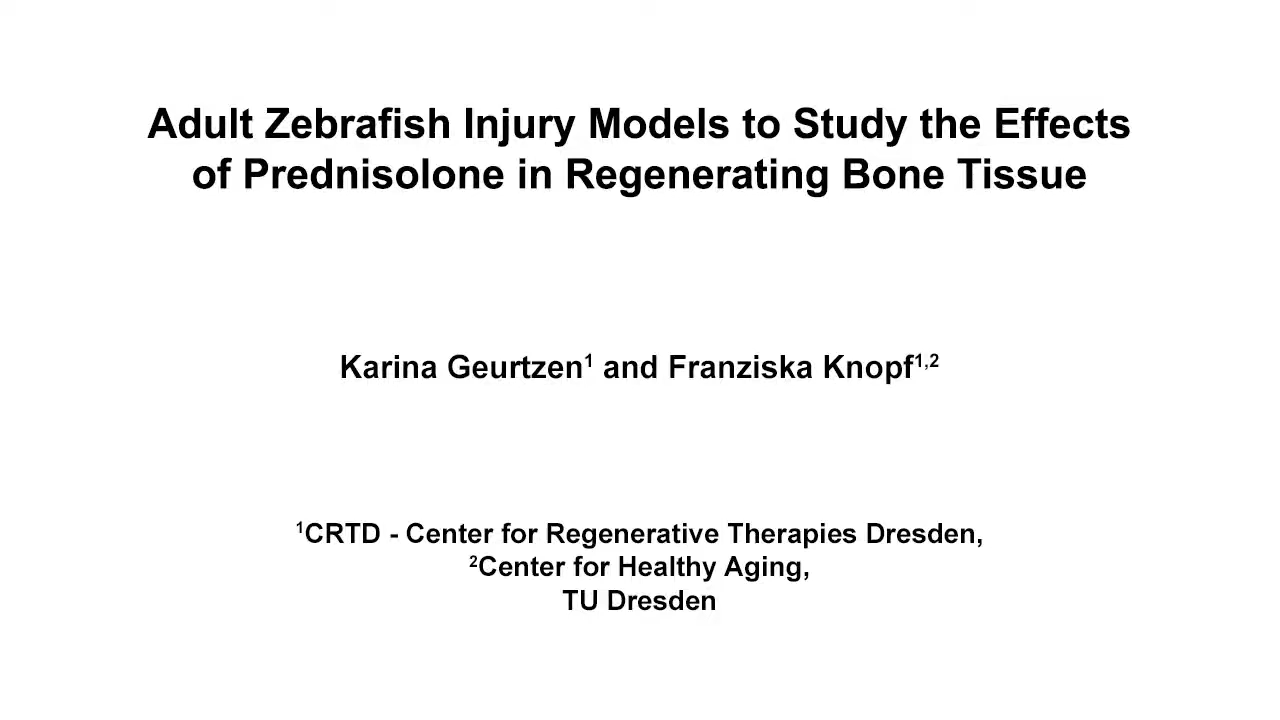 Adult Zebrafish Injury Models to Study the Effects
of Prednisolone in Regenerating Bone Tissue
Karina Geurtzen¹ and Franziska Knopf¹,²
¹CRTD - Center for Regenerative Therapies Dresden,
²Center for Healthy Aging,
TU Dresden